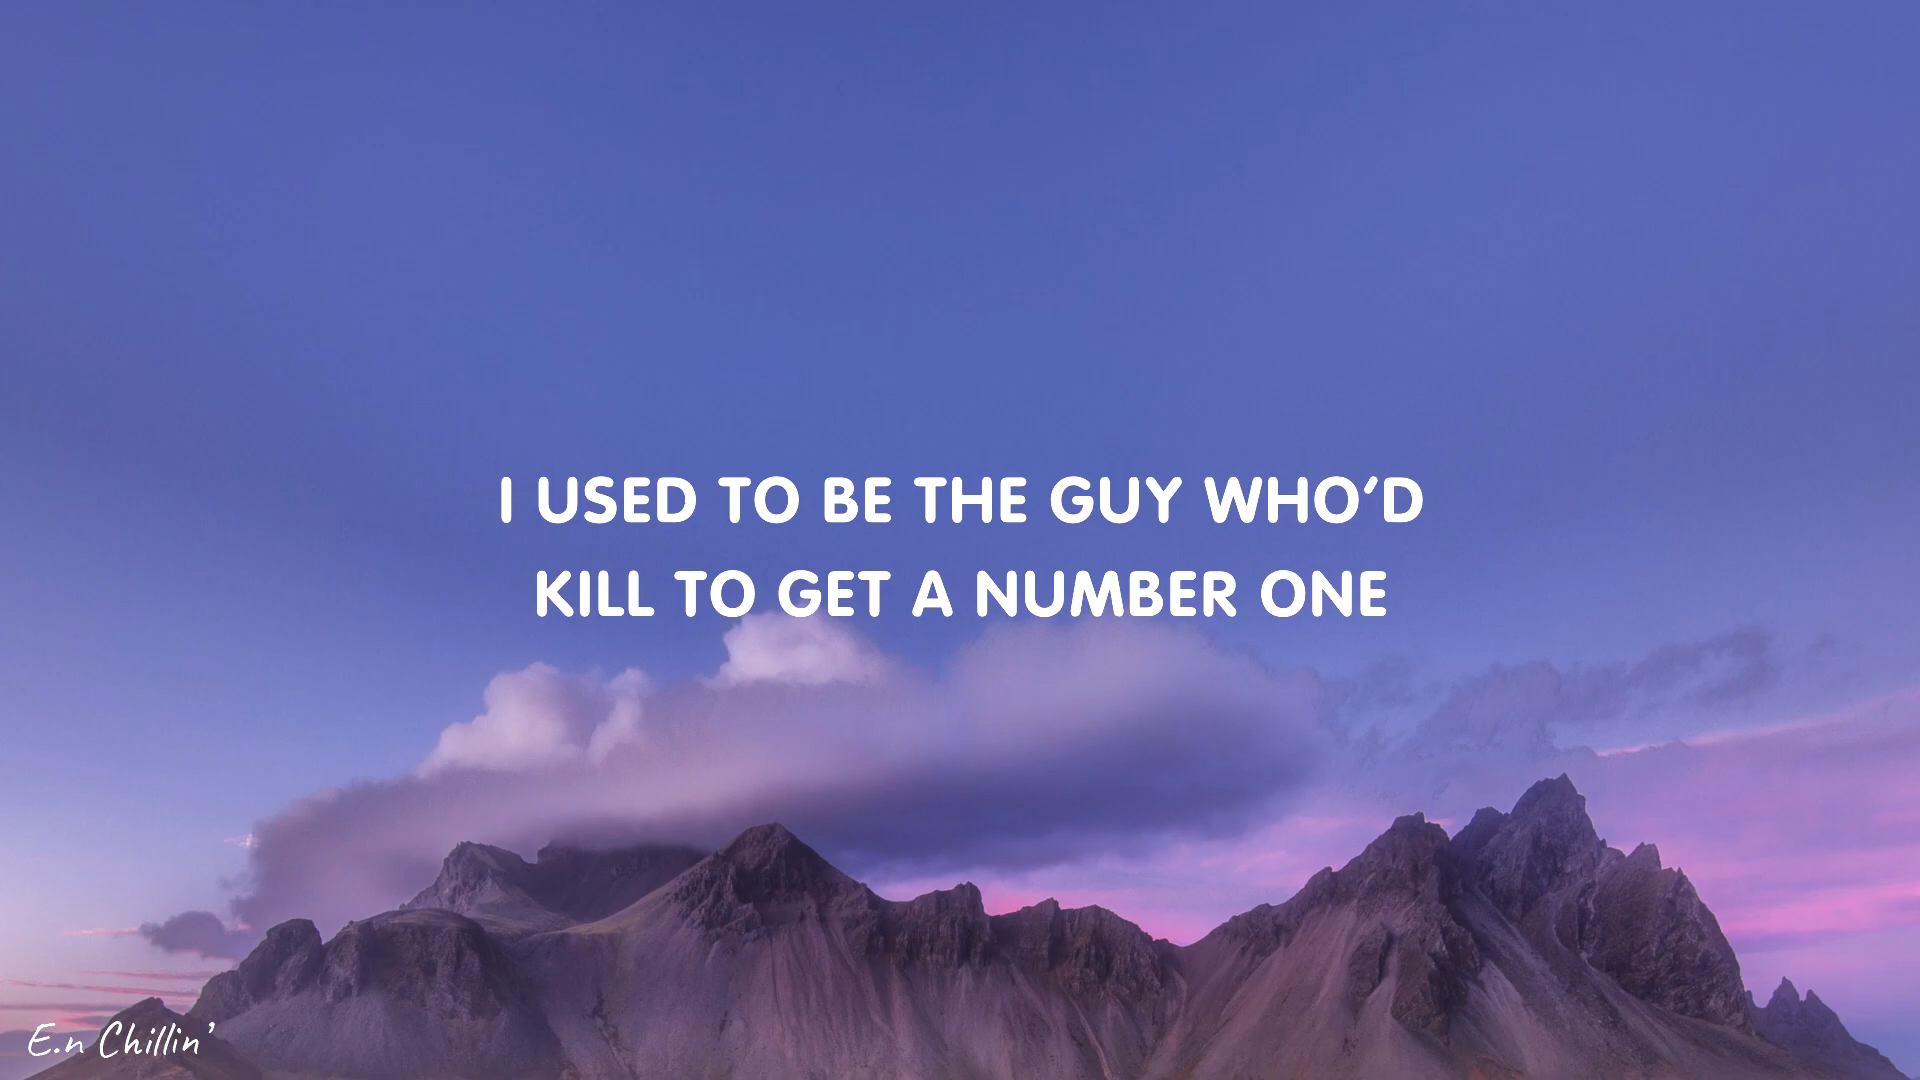 I USED TO BE THE GUY WHO'D
KILL TO GET A NUMBER ONE
E.n Chillin'